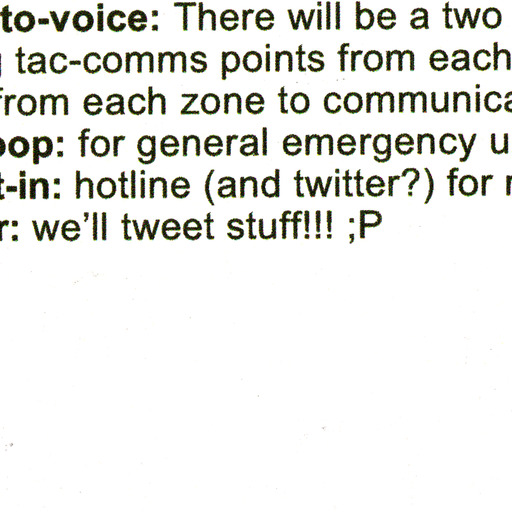 to-voice: There will be a two
tac-comms points from each
from each zone to communica
oop: for general emergency u
t-in: hotline (and twitter?) for
r: we'll tweet stuff!!! ;P